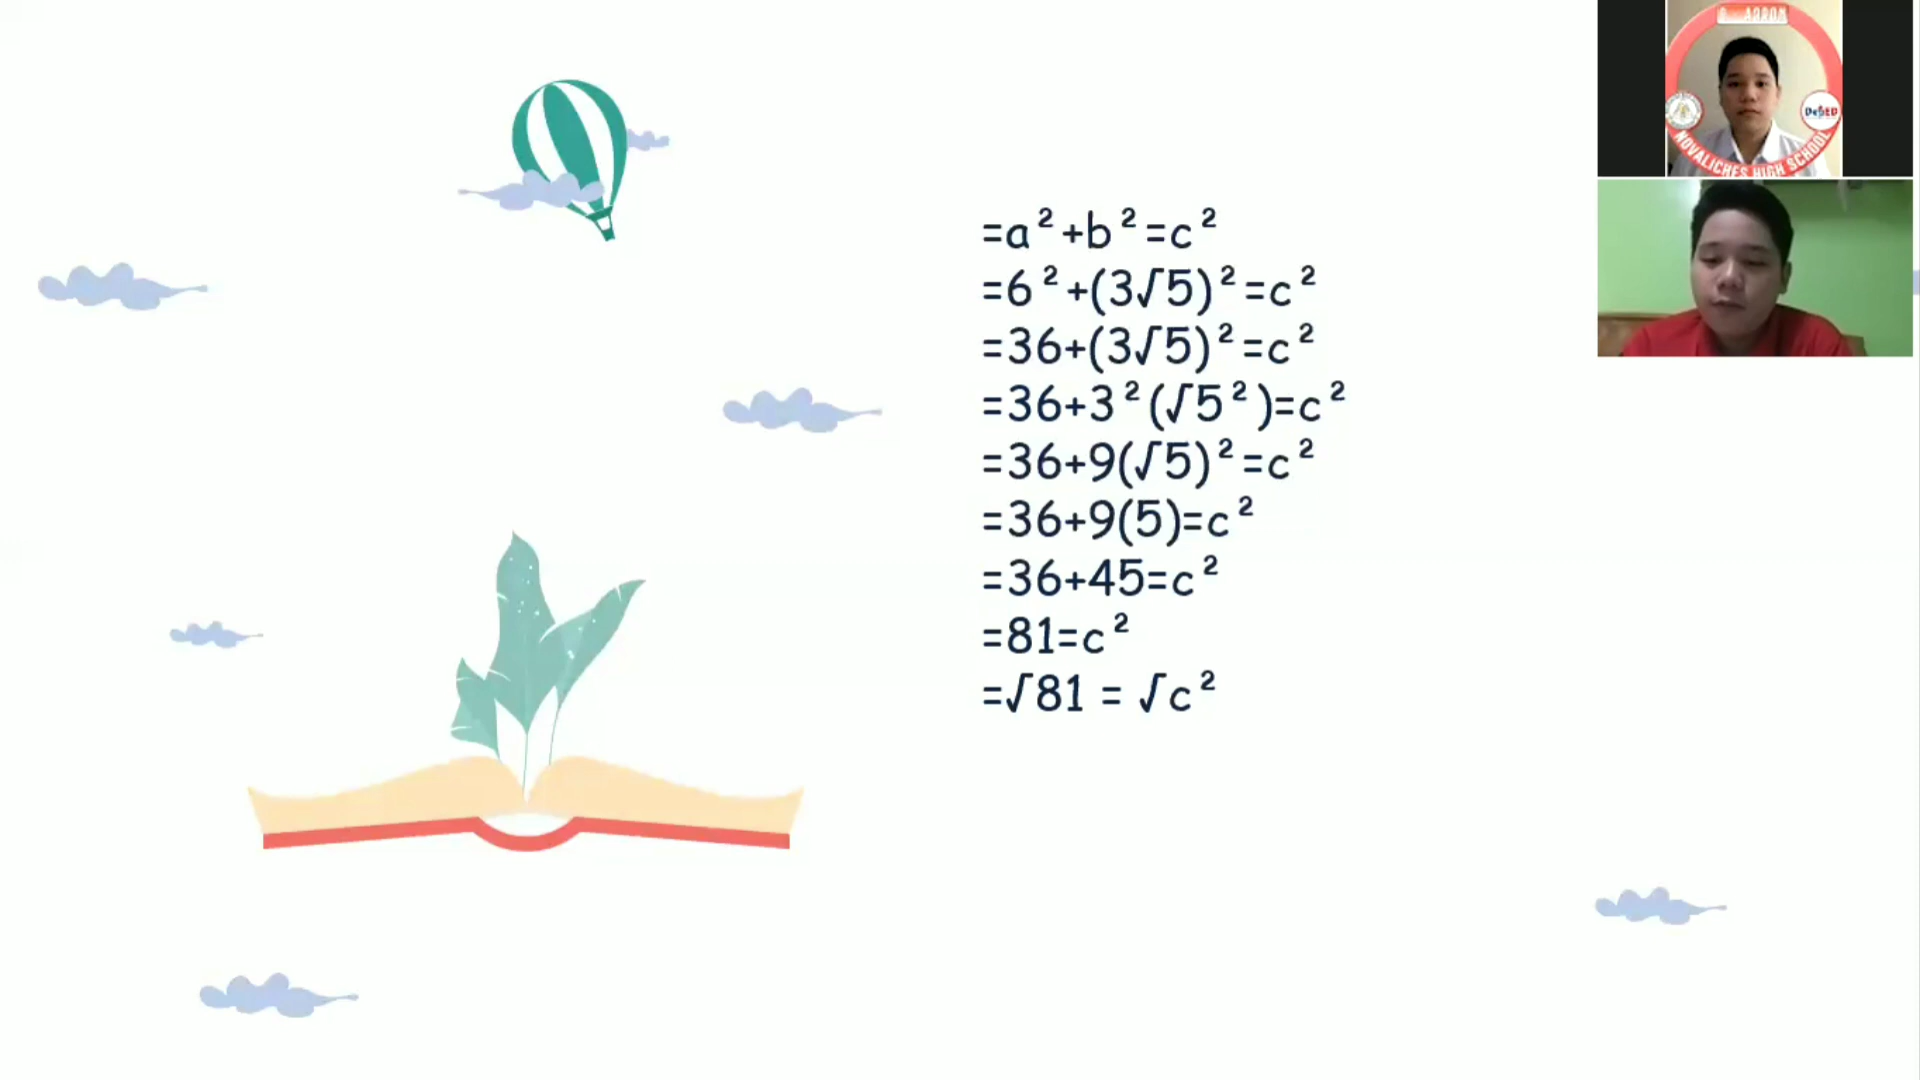 =a²+b²=c²
=6²+(3√5)²=c²
=36+(3√5)²=c²
=36+3²(√5²)=c²
=36+9(√5)²=c²
=36+9(5)=c²
=36+45=c²
=81=c²
=√81 = √c²
DepED
NOVALICHES HIGH SCHOOL